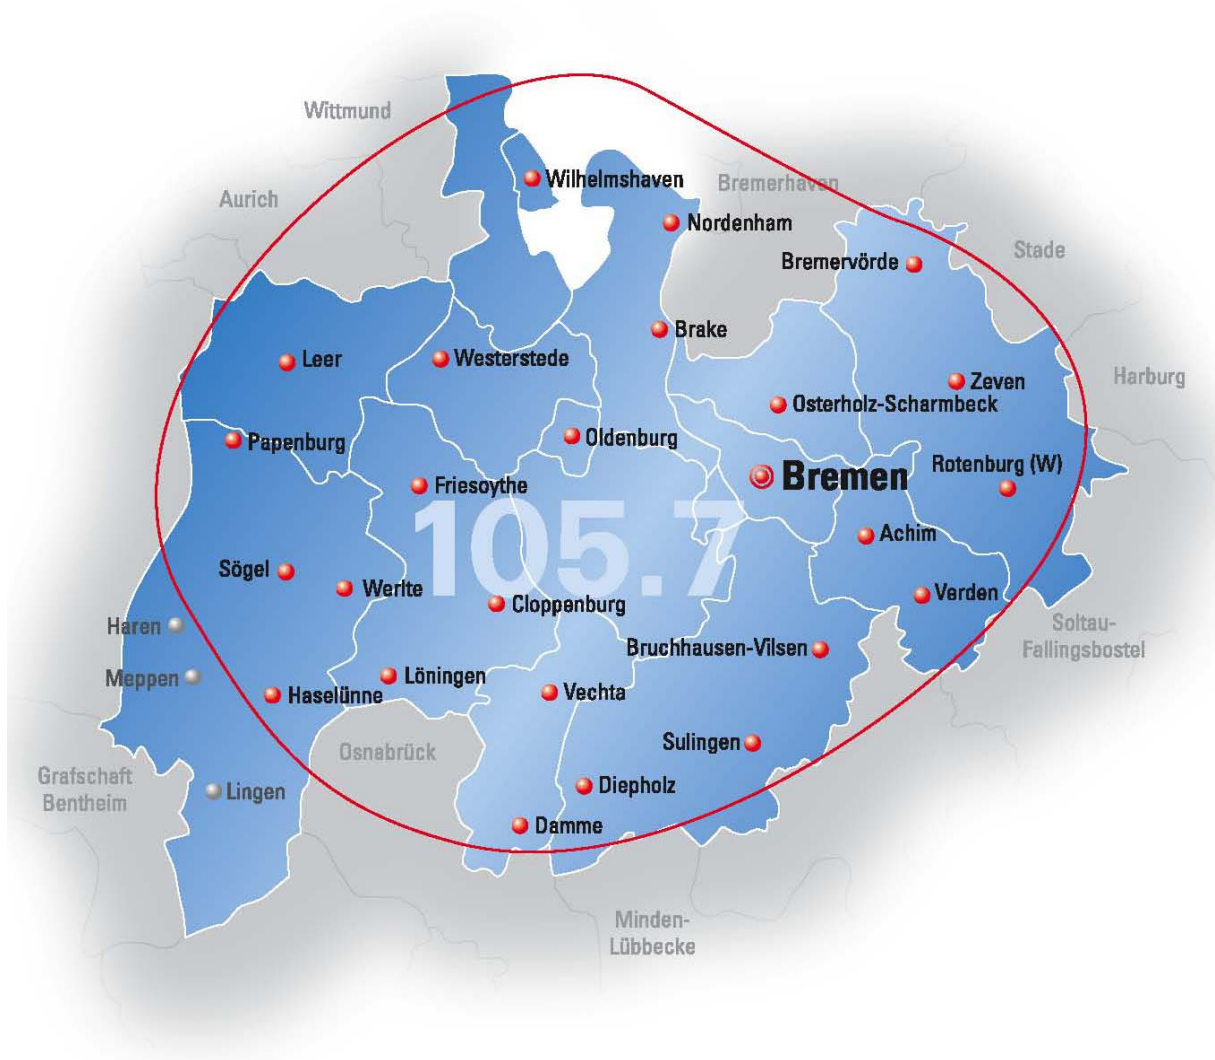 Wittmund
Wilhelmshaven
Bremerhaven
Aurich
Nordenham
Stade
Bremervörde
Brake
Leer
Westerstede
Harburg
Zeven
Osterholz-Scharmbeck
Papenburg
Oldenburg
Bremen
Rotenburg (W)
Friesoythe
105.7
Achim
Sögel
Werlte
Cloppenburg
Verden
Haren
Soltau-
Fallingsbostel
Bruchhausen-Vilsen
Meppen
Löningen
Haselünne
Vechta
Sulingen
Osnabrück
Grafschaft
Bentheim
Lingen
Diepholz
Damme
Minden-
Lübbecke